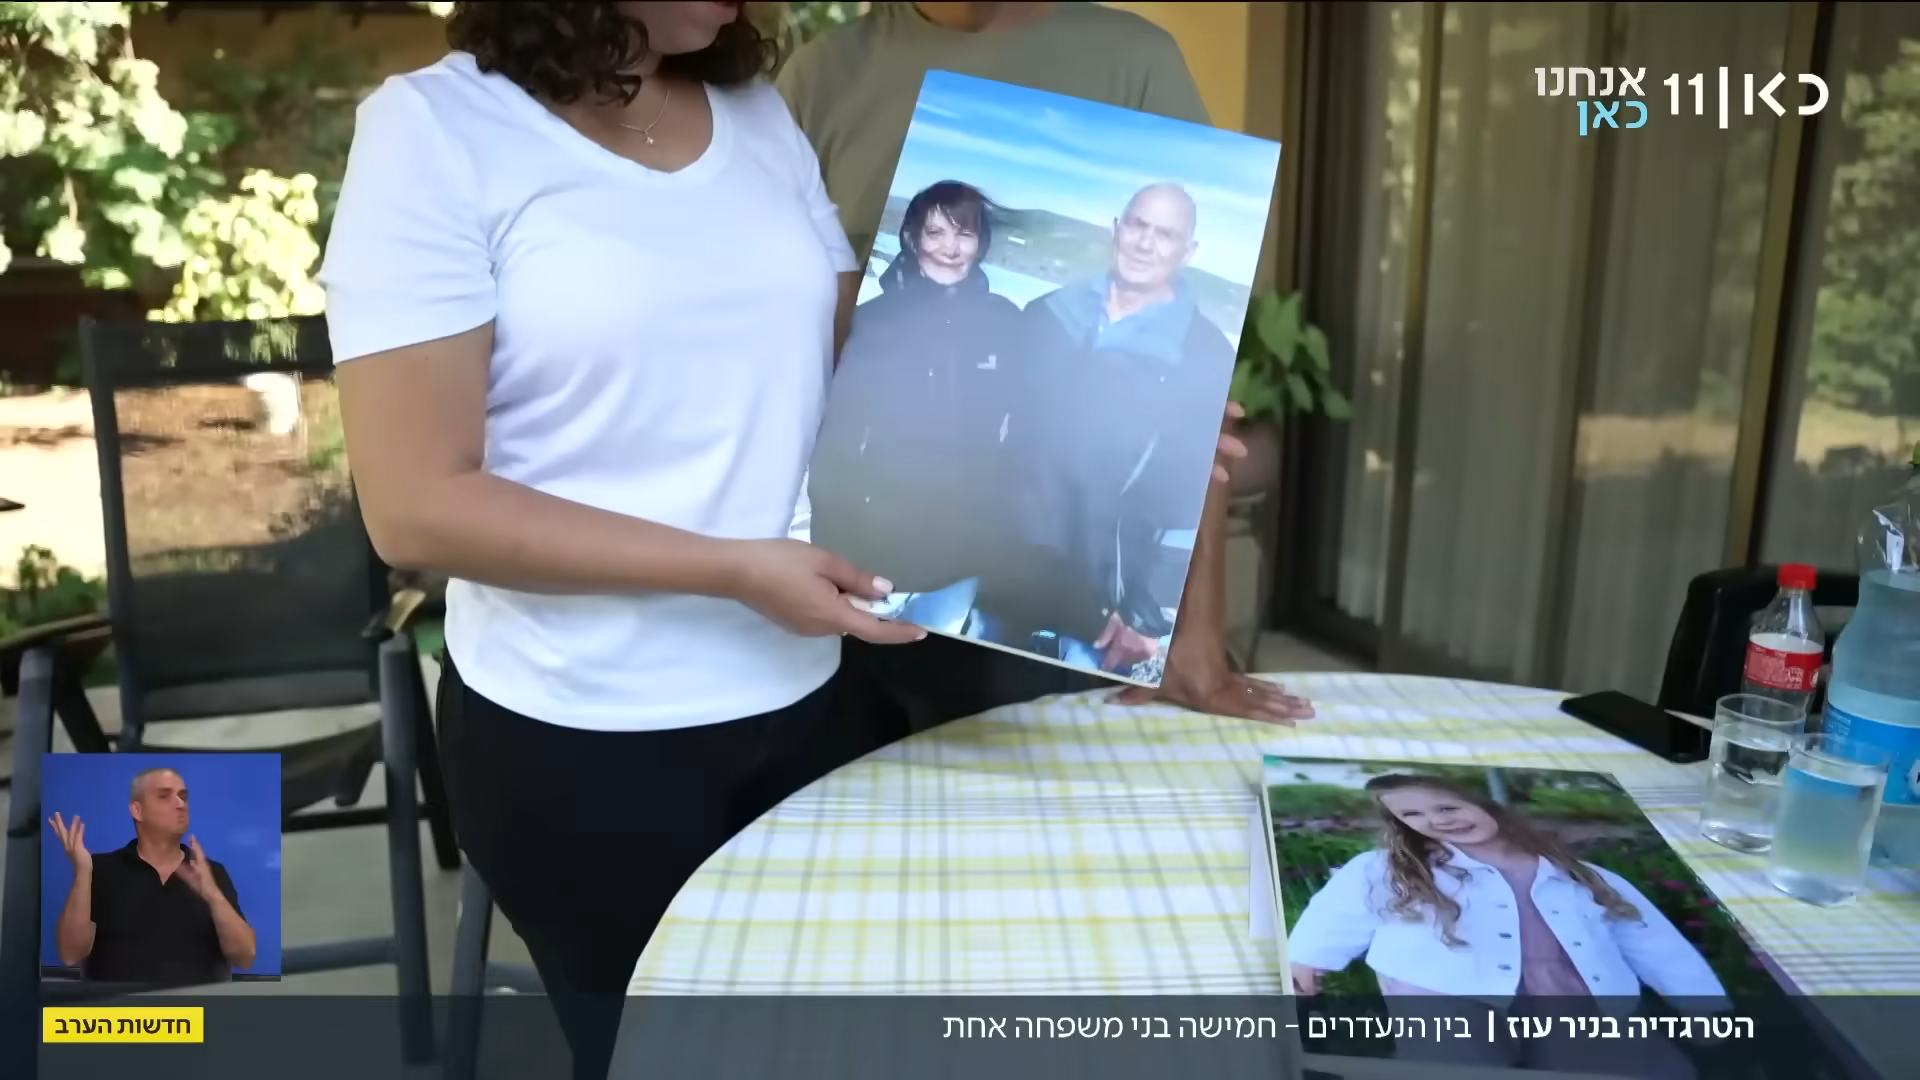 אנחנו
כאן
כאן | 11
חדשות הערב
הטרגדיה בניר עוז | בין הנעדרים - חמישה בני משפחה אחת